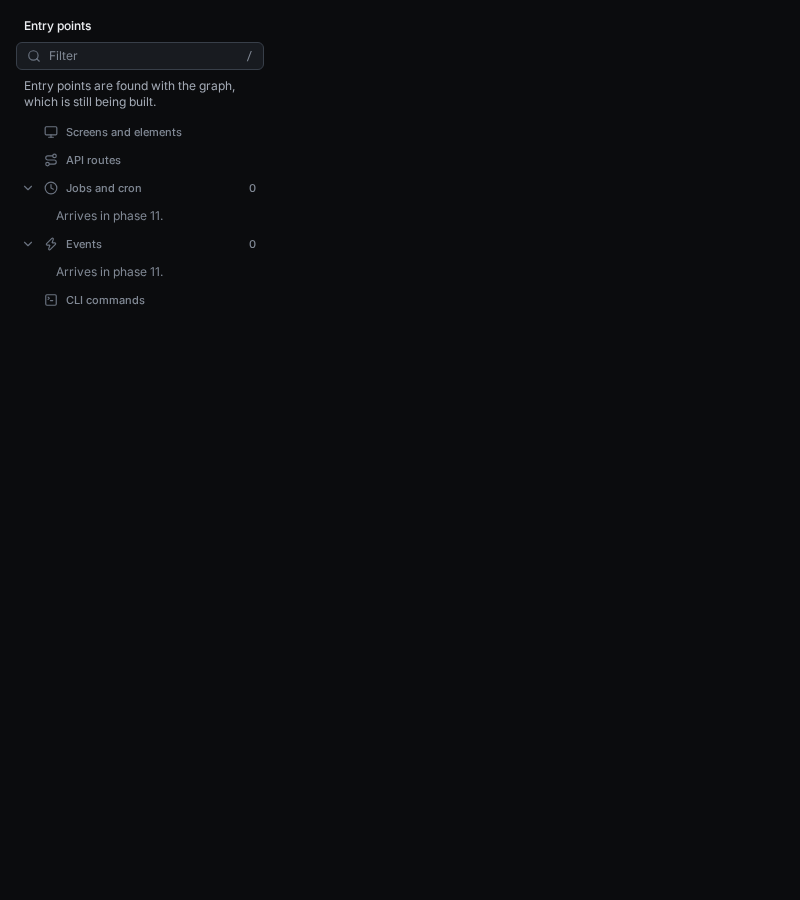 Entry points
Filter /
Entry points are found with the graph,
which is still being built.
Screens and elements
API routes
Jobs and cron 0
Arrives in phase 11.
Events 0
Arrives in phase 11.
CLI commands